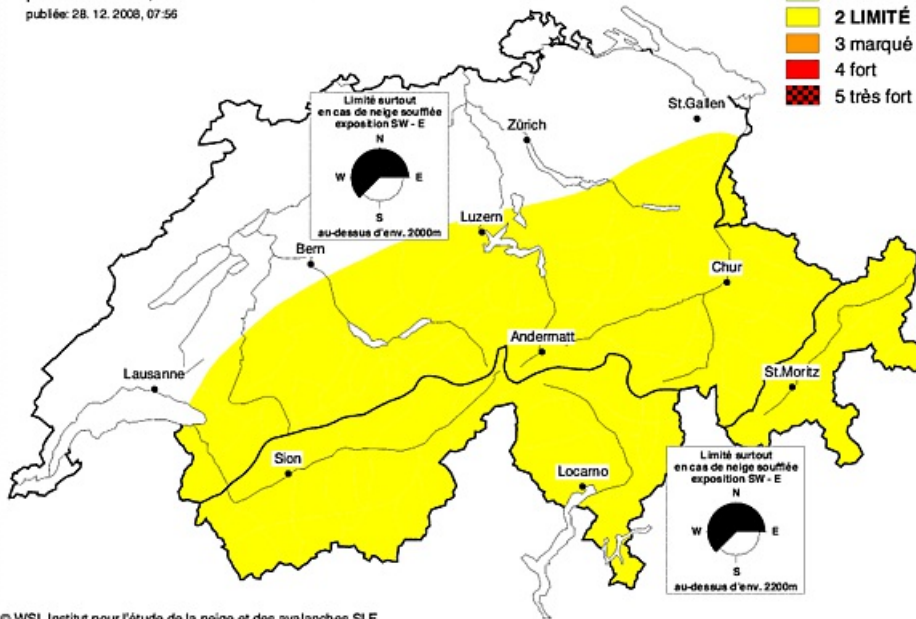 publiée: 28. 12. 2008, 07:56
2 LIMITÉ
3 marqué
4 fort
5 très fort
Limité surtout
en cas de neige soufflée
exposition SW - E
N
W E
S
au-dessus d'env. 2000m
St.Gallen
Zürich
Luzern
Bern
Chur
Andermatt
Lausanne
St.Moritz
Sion
Locarno
Limité surtout
en cas de neige soufflée
exposition SW - E
N
W E
S
au-dessus d'env. 2200m
© WSL Institut pour l'étude de la neige et des avalanches SLF